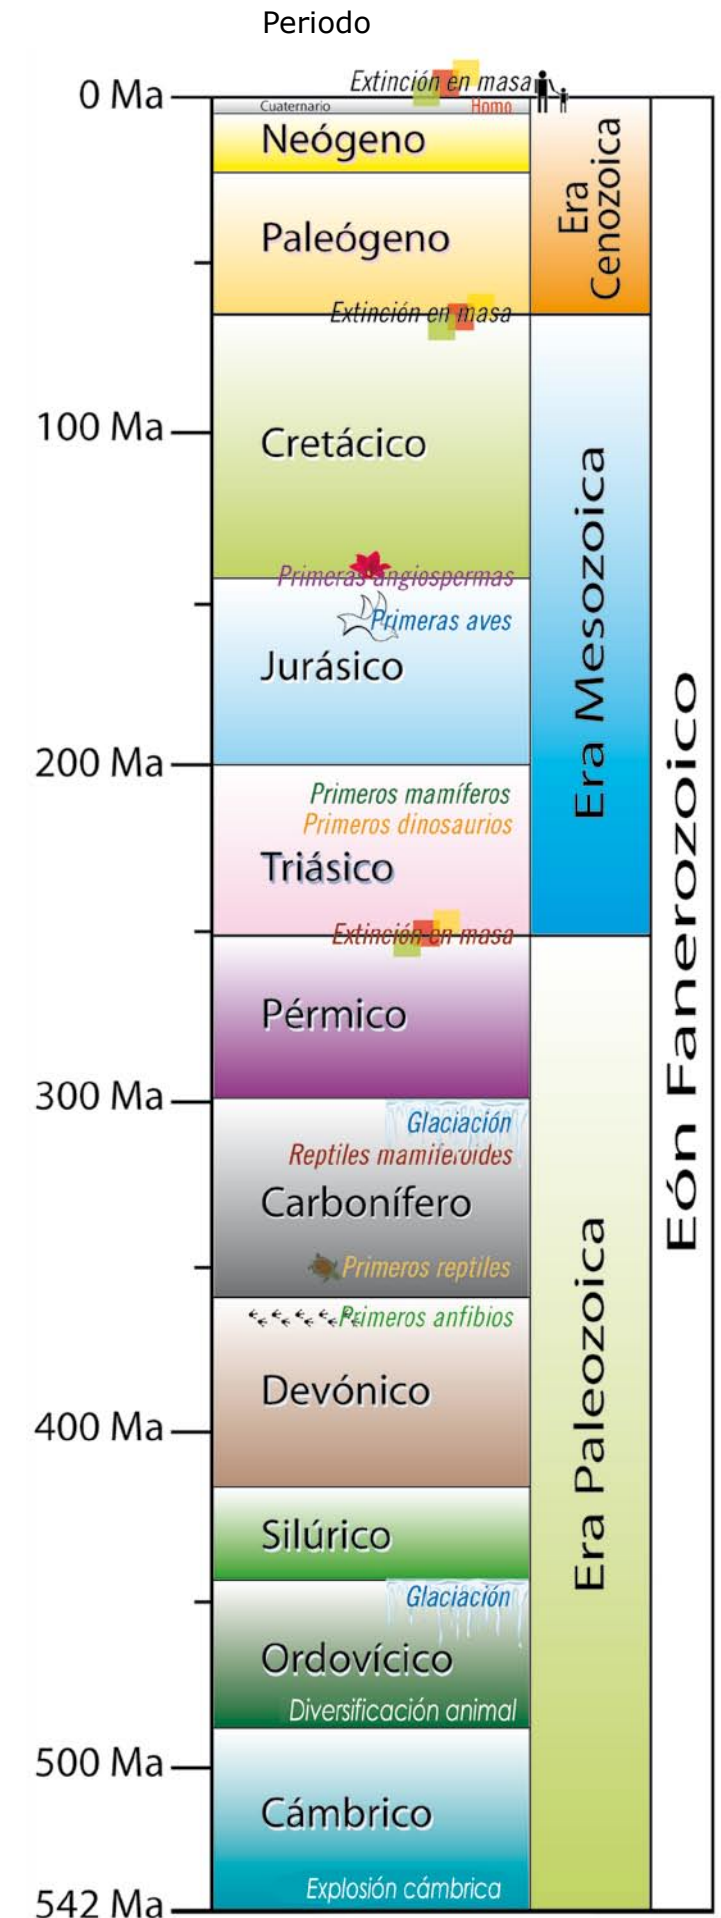 Periodo
Extinción en masa
0 Ma
Cuaternario
Homo
Neógeno
Era
Cenozoica
Paleógeno
Extinción en masa
100 Ma
Cretácico
Era Mesozoica
Primeras angiospermas
Primeras aves
Jurásico
200 Ma
Primeros mamíferos
Primeros dinosaurios
Triásico
Extinción en masa
Eón Fanerozoico
Pérmico
300 Ma
Glaciación
Reptiles mamiferoides
Carbonífero
Primeros reptiles
Era Paleozoica
Primeros anfibios
Devónico
400 Ma
Silúrico
Glaciación
Ordovícico
Diversificación animal
500 Ma
Cámbrico
Explosión cámbrica
542 Ma